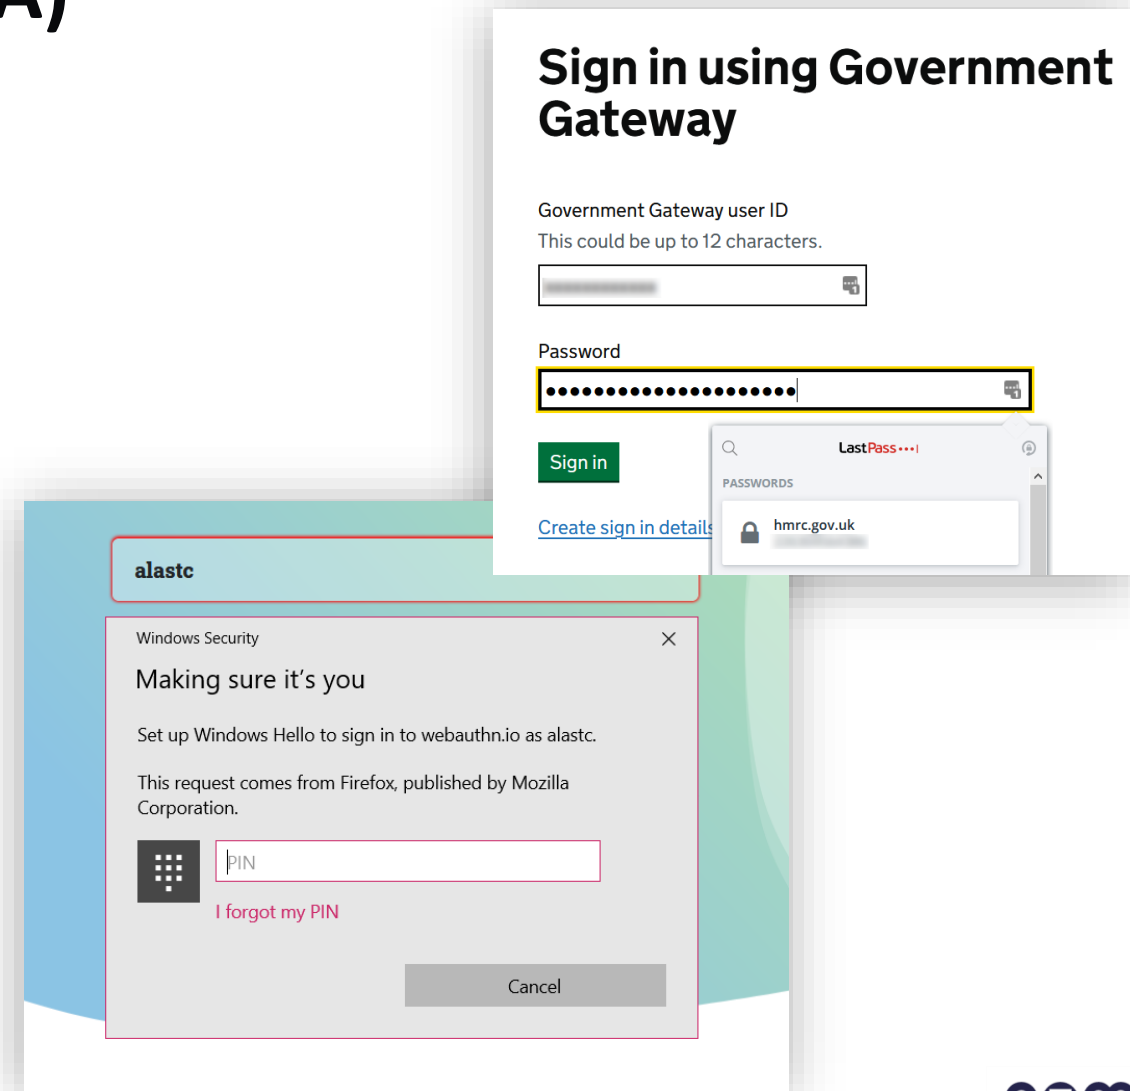 A)
Sign in using Government
Gateway
Government Gateway user ID
This could be up to 12 characters.
Password
Sign in
LastPass
PASSWORDS
hmrc.gov.uk
Create sign in details
alastc
Windows Security
Making sure it's you
Set up Windows Hello to sign in to webauthn.io as alastc.
This request comes from Firefox, published by Mozilla
Corporation.
PIN
I forgot my PIN
Cancel